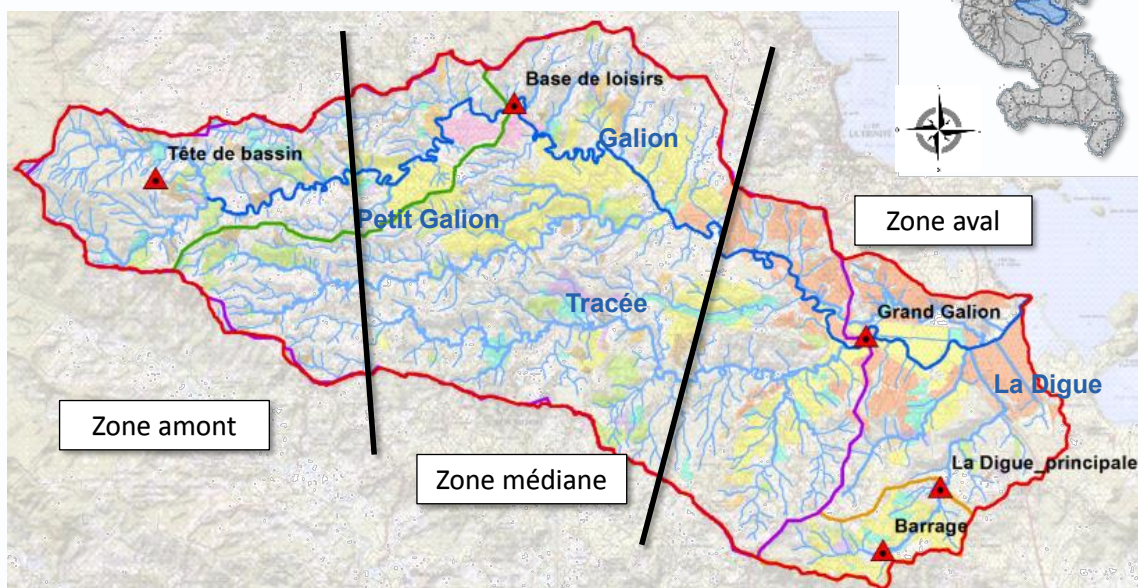 Base de loisirs
Galion
Tête de bassin
Petit Galion
Zone aval
Tracée
Grand Galion
La Digue
Zone amont
Zone médiane
La Digue_principale
Barrage